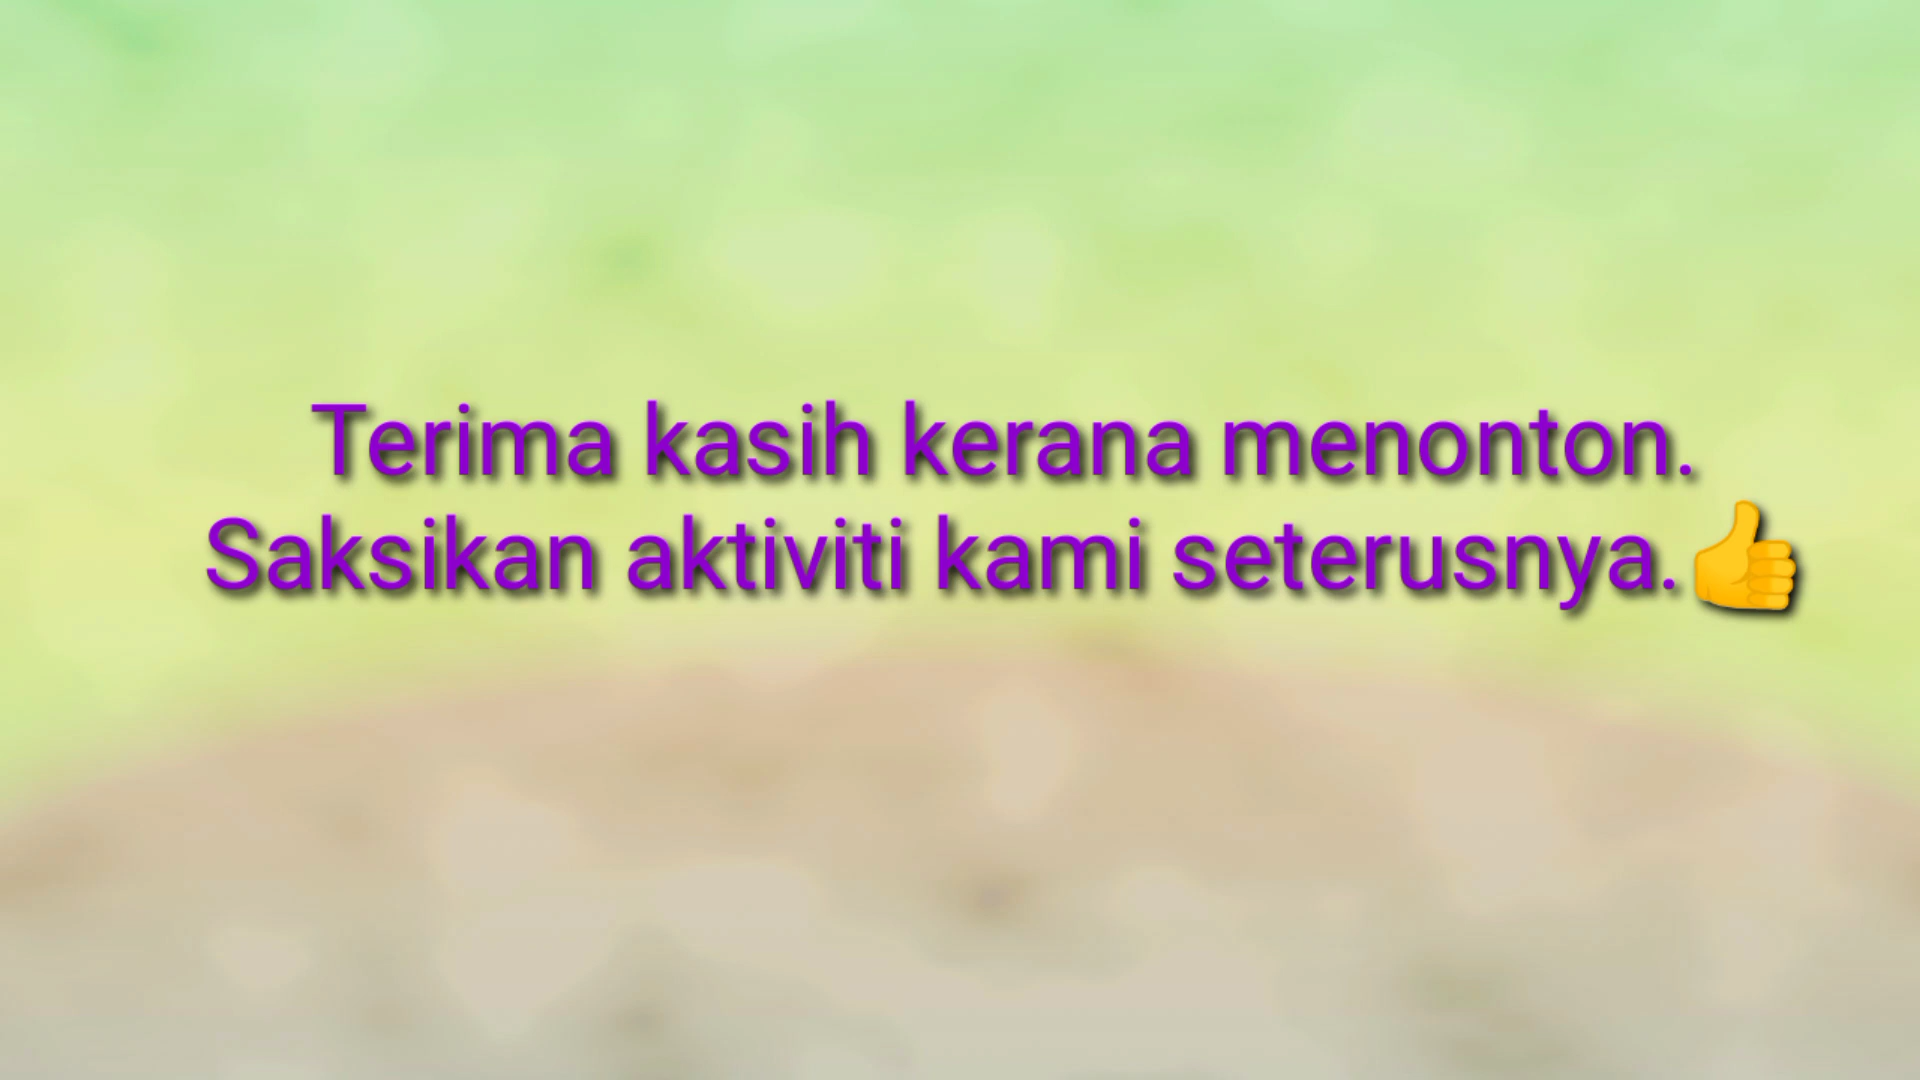 Terima kasih kerana menonton.
Saksikan aktiviti kami seterusnya.👍